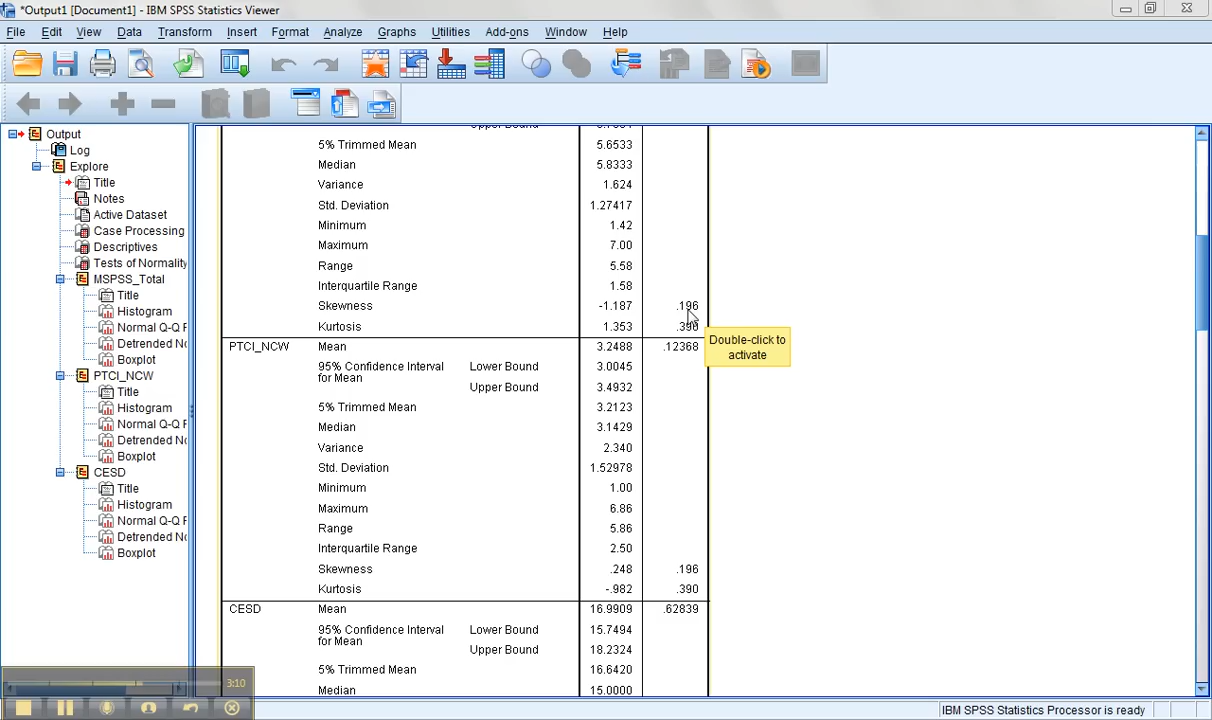 *Output1 [Document1] - IBM SPSS Statistics Viewer
File Edit View Data Transform Insert Format Analyze Graphs Utilities Add-ons Window Help
Output
Log
Explore
Title
Notes
Active Dataset
Case Processing
Descriptives
Tests of Normality
MSPSS_Total
Title
Histogram
Normal Q-Q F
Detrended No
Boxplot
PTCI_NCW
Title
Histogram
Normal Q-Q F
Detrended No
Boxplot
CESD
Title
Histogram
Normal Q-Q F
Detrended No
Boxplot
Upper Bound
5% Trimmed Mean 5.6533
Median 5.8333
Variance 1.624
Std. Deviation 1.27417
Minimum 1.42
Maximum 7.00
Range 5.58
Interquartile Range 1.58
Skewness -1.187 .196
Kurtosis 1.353 .390
PTCI_NCW Mean 3.2488 .12368
95% Confidence Interval for Mean Lower Bound 3.0045
Upper Bound 3.4932
5% Trimmed Mean 3.2123
Median 3.1429
Variance 2.340
Std. Deviation 1.52978
Minimum 1.00
Maximum 6.86
Range 5.86
Interquartile Range 2.50
Skewness .248 .196
Kurtosis -.982 .390
CESD Mean 16.9909 .62839
95% Confidence Interval for Mean Lower Bound 15.7494
Upper Bound 18.2324
5% Trimmed Mean 16.6420
Median 15.0000
Double-click to
activate
3:10
IBM SPSS Statistics Processor is ready